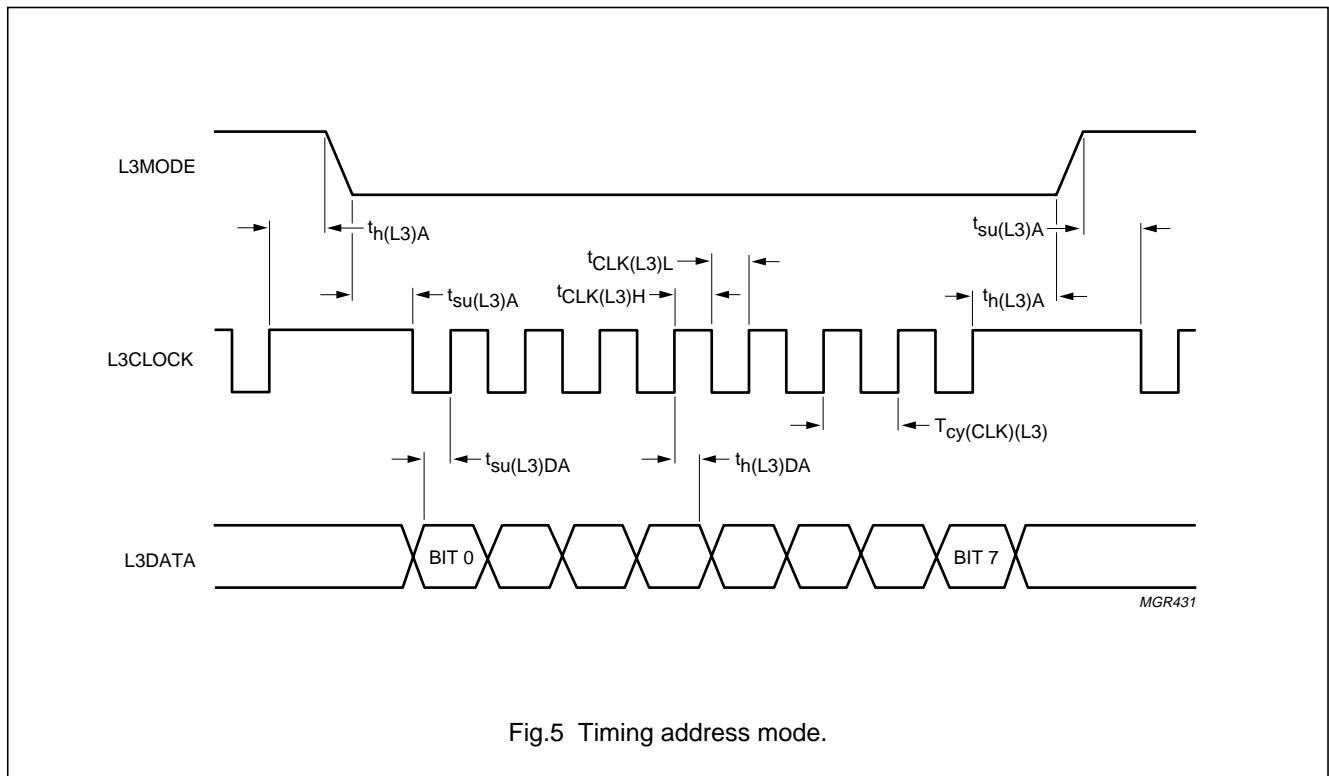 L3MODE
th(L3)A
tsu(L3)A
tCLK(L3)L
tCLK(L3)H
tsu(L3)A
th(L3)A
L3CLOCK
Tcy(CLK)(L3)
tsu(L3)DA
th(L3)DA
L3DATA
BIT 0
BIT 7
MGR431
Fig.5 Timing address mode.